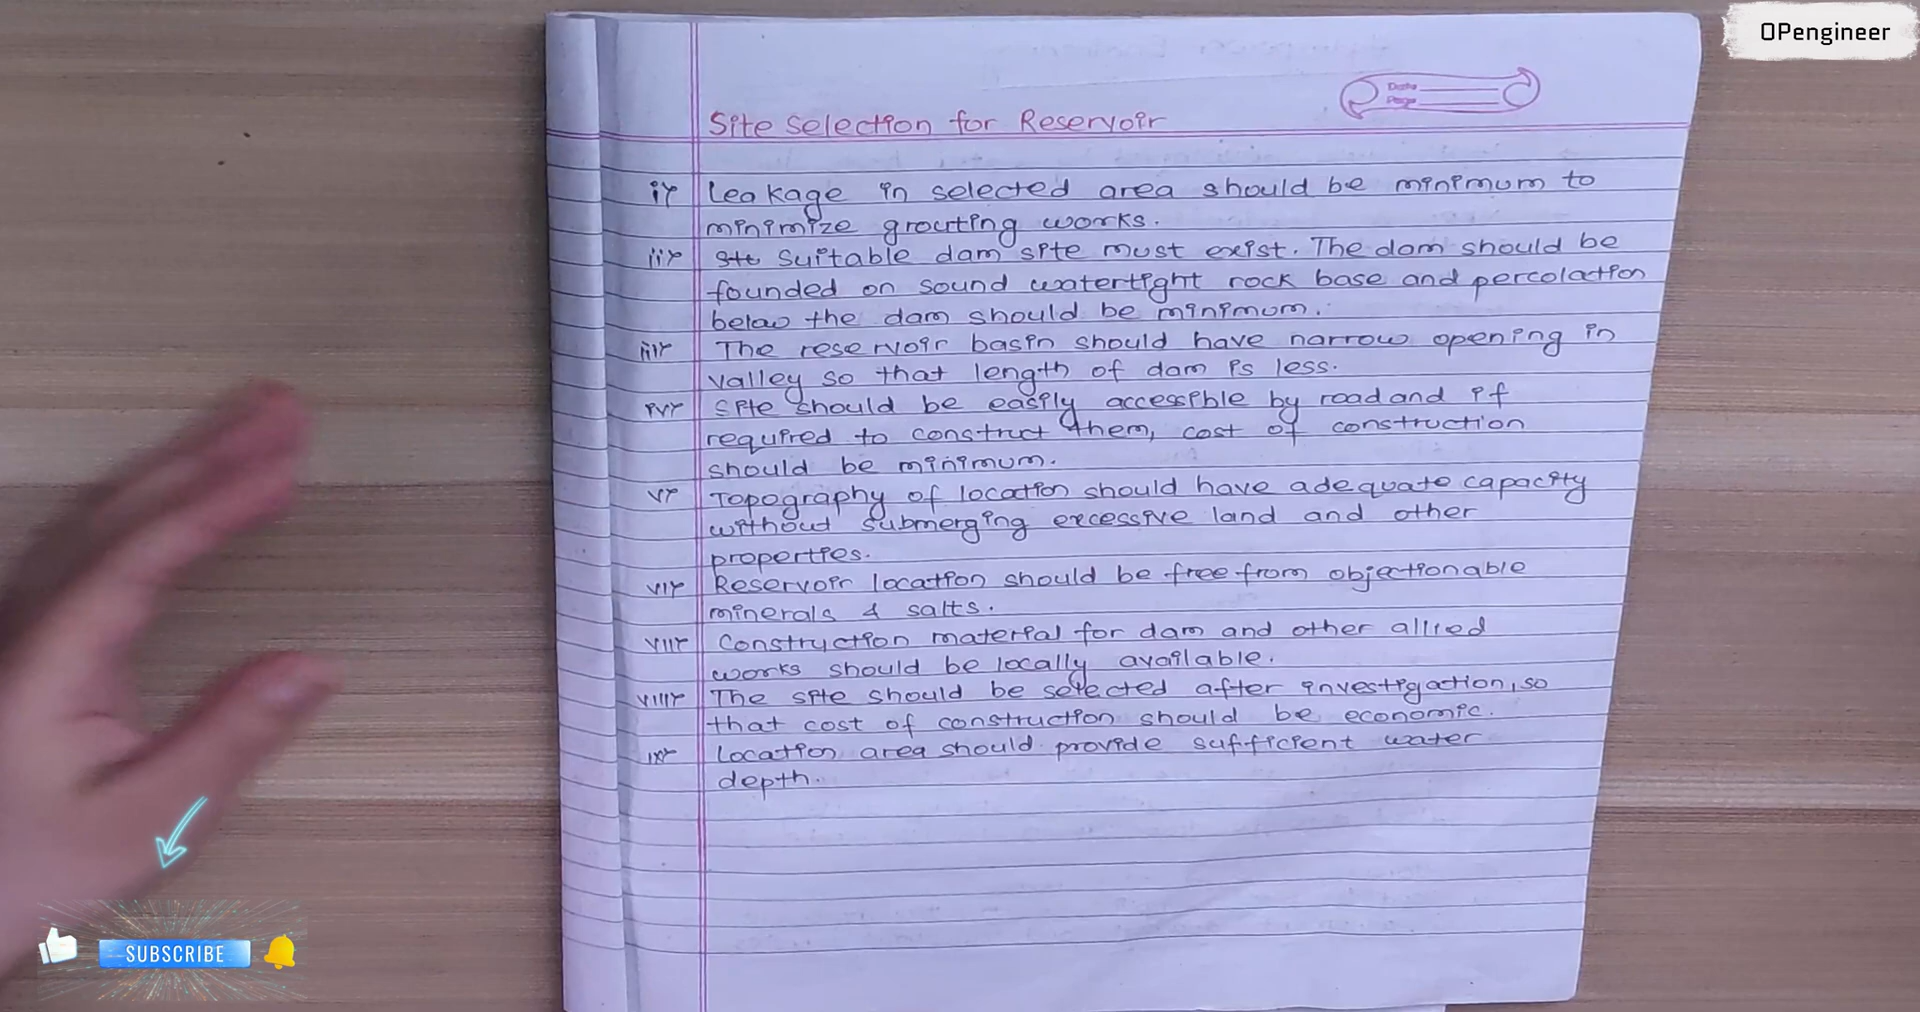 OPengineer
Date
Page
Site Selection for Reservoir
i> Leakage in selected area should be minimum to
minimize grouting works.
ii> Suitable dam site must exist. The dam should be
founded on sound watertight rock base and percolation
below the dam should be minimum.
iii> The reservoir basin should have narrow opening in
valley so that length of dam is less.
iv> Site should be easily accessible by road and if
required to construct them, cost of construction
should be minimum.
v> Topography of location should have adequate capacity
without submerging excessive land and other
properties.
vi> Reservoir location should be free from objectionable
minerals & salts.
vii> Construction material for dam and other allied
works should be locally available.
viii> The site should be selected after investigation, so
that cost of construction should be economic.
ix> Location area should provide sufficient water
depth.
SUBSCRIBE